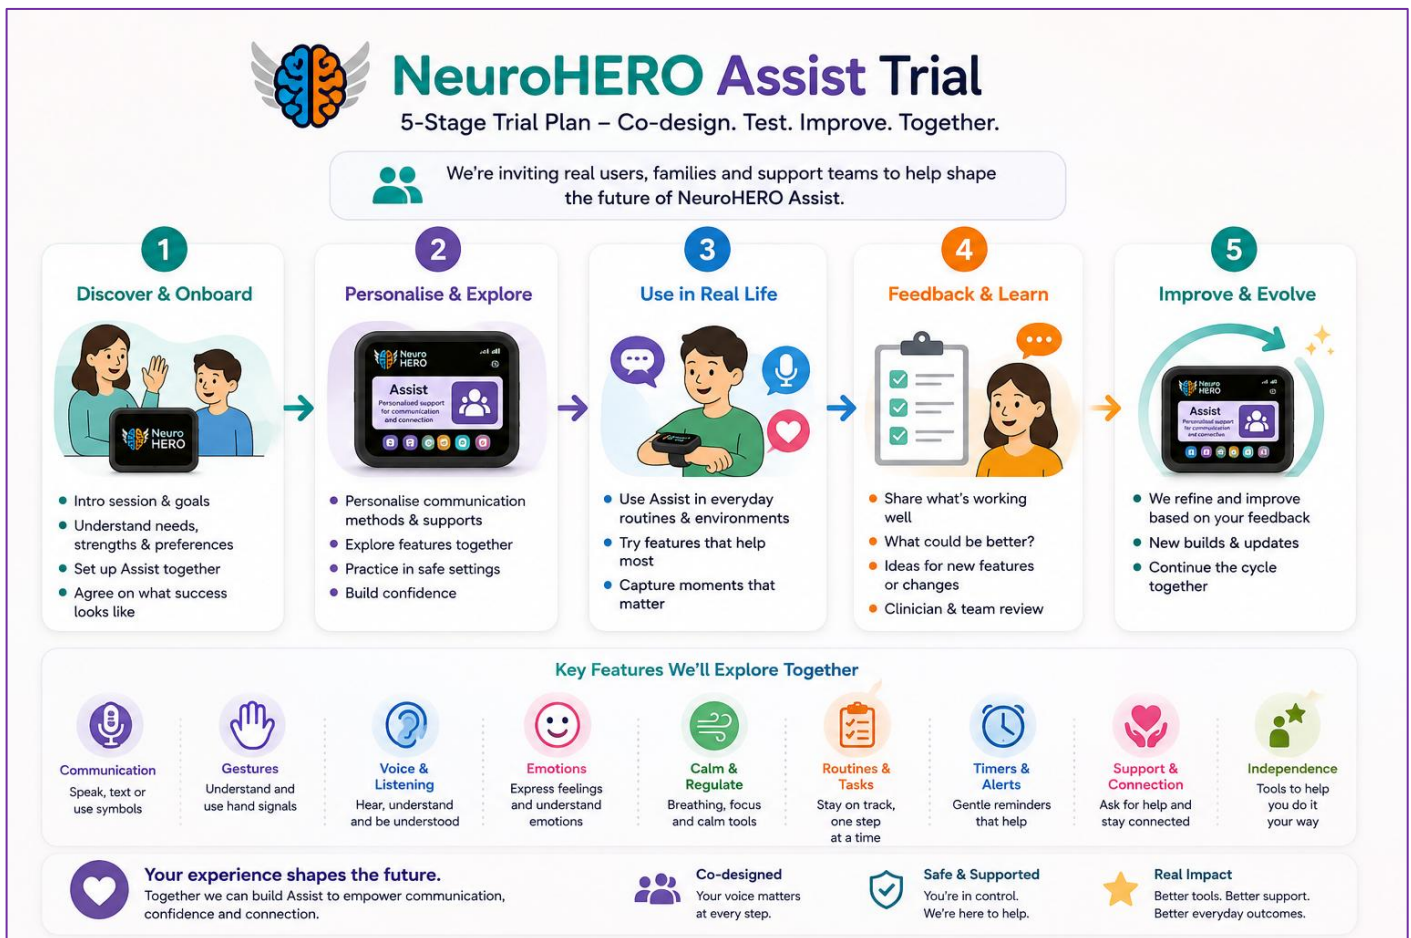 NeuroHERO Assist Trial
5-Stage Trial Plan – Co-design. Test. Improve. Together.
We're inviting real users, families and support teams to help shape
the future of NeuroHERO Assist.
1
Discover & Onboard
Neuro
HERO
Intro session & goals
Understand needs,
strengths & preferences
Set up Assist together
Agree on what success
looks like
2
Personalise & Explore
Neuro
HERO
Assist
Personalised support
for communication
and connection
Personalise communication
methods & supports
Explore features together
Practice in safe settings
Build confidence
3
Use in Real Life
Use Assist in everyday
routines & environments
Try features that help
most
Capture moments that
matter
4
Feedback & Learn
Share what's working
well
What could be better?
Ideas for new features
or changes
Clinician & team review
5
Improve & Evolve
Neuro
HERO
Assist
Personalised support
for communication
and connection
We refine and improve
based on your feedback
New builds & updates
Continue the cycle
together
Key Features We'll Explore Together
Communication
Speak, text or
use symbols
Gestures
Understand and
use hand signals
Voice &
Listening
Hear, understand
and be understood
Emotions
Express feelings
and understand
emotions
Calm &
Regulate
Breathing, focus
and calm tools
Routines &
Tasks
Stay on track,
one step
at a time
Timers &
Alerts
Gentle reminders
that help
Support &
Connection
Ask for help and
stay connected
Independence
Tools to help
you do it
your way
Your experience shapes the future.
Together we can build Assist to empower communication,
confidence and connection.
Co-designed
Your voice matters
at every step.
Safe & Supported
You're in control.
We're here to help.
Real Impact
Better tools. Better support.
Better everyday outcomes.